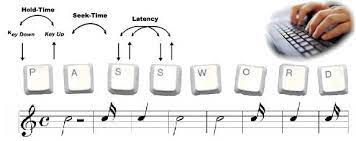 Hold-Time Seek-Time Latency
Key Down Key Up
P A S S W O R D